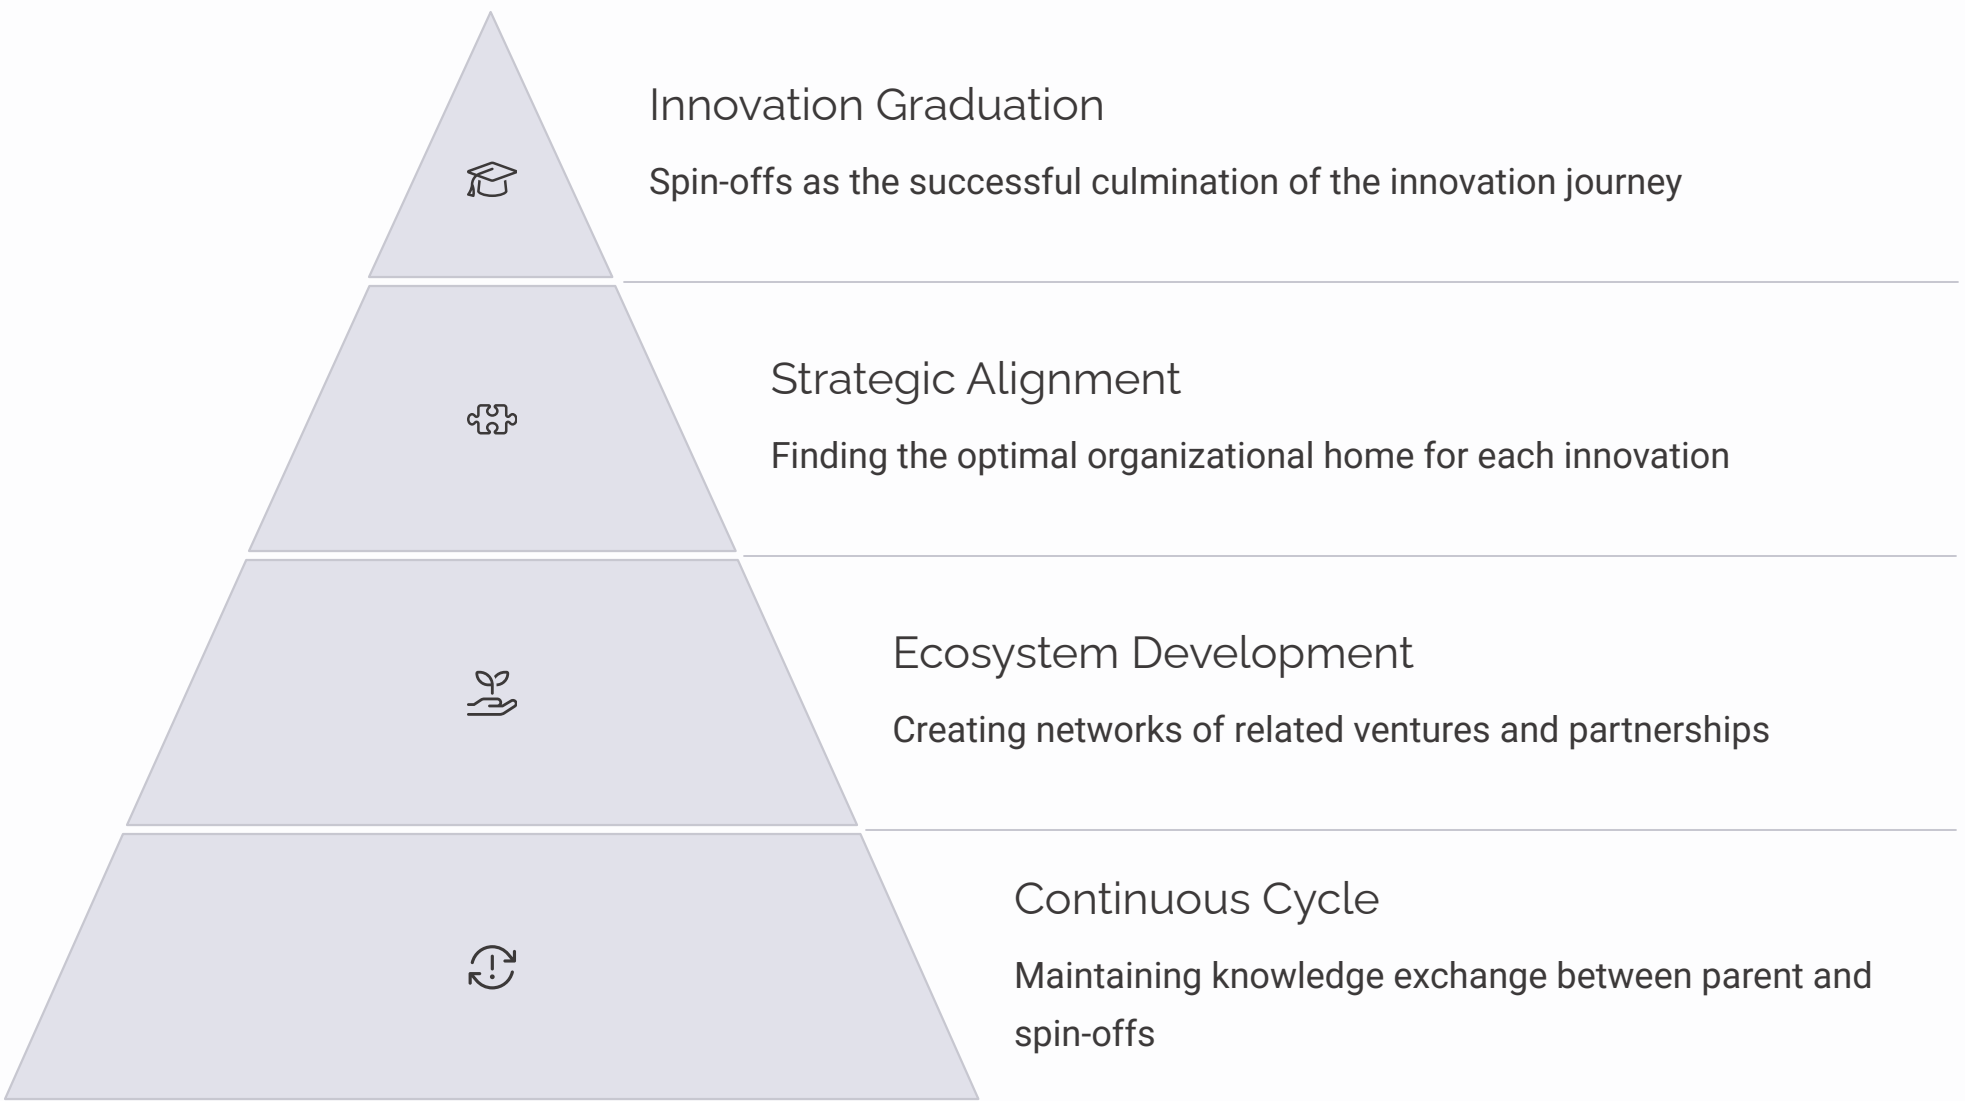 Innovation Graduation
Spin-offs as the successful culmination of the innovation journey
Strategic Alignment
Finding the optimal organizational home for each innovation
Ecosystem Development
Creating networks of related ventures and partnerships
Continuous Cycle
Maintaining knowledge exchange between parent and
spin-offs